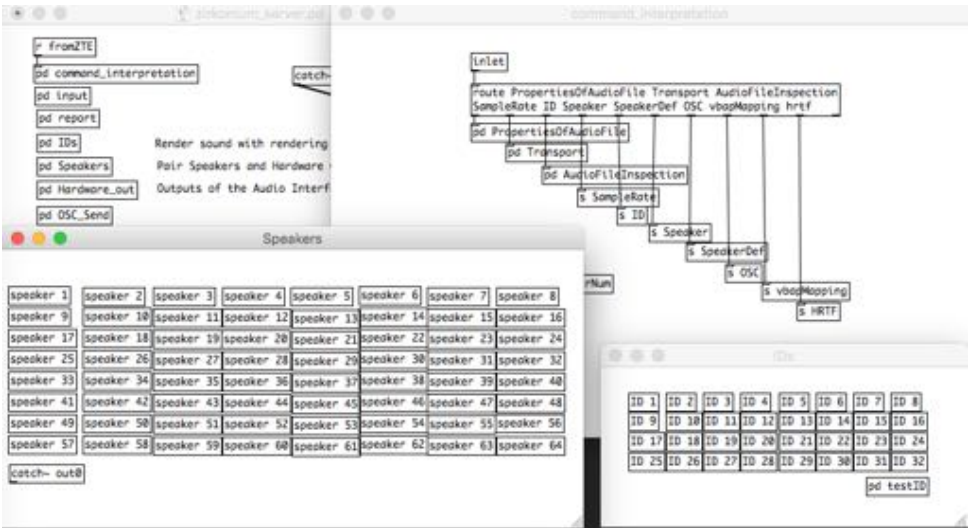 zirkonium_server.pd
r fromZTE
pd command_interpretation
catch~
pd input
pd report
pd IDs
Render sound with rendering
pd Speakers
Pair Speakers and Hardware
pd Hardware_out
Outputs of the Audio Interf
pd OSC_Send
command_interpretation
inlet
route PropertiesOfAudioFile Transport AudioFileInspection
SampleRate ID Speaker SpeakerDef OSC vbapMapping hrtf
pd PropertiesOfAudioFile
pd Transport
pd AudioFileInspection
s SampleRate
s ID
s Speaker
s SpeakerDef
s OSC
s vbapMapping
s HRTF
rNum
Speakers
speaker 1 speaker 2 speaker 3 speaker 4 speaker 5 speaker 6 speaker 7 speaker 8
speaker 9 speaker 10 speaker 11 speaker 12 speaker 13 speaker 14 speaker 15 speaker 16
speaker 17 speaker 18 speaker 19 speaker 20 speaker 21 speaker 22 speaker 23 speaker 24
speaker 25 speaker 26 speaker 27 speaker 28 speaker 29 speaker 30 speaker 31 speaker 32
speaker 33 speaker 34 speaker 35 speaker 36 speaker 37 speaker 38 speaker 39 speaker 40
speaker 41 speaker 42 speaker 43 speaker 44 speaker 45 speaker 46 speaker 47 speaker 48
speaker 49 speaker 50 speaker 51 speaker 52 speaker 53 speaker 54 speaker 55 speaker 56
speaker 57 speaker 58 speaker 59 speaker 60 speaker 61 speaker 62 speaker 63 speaker 64
catch~ out0
IDs
ID 1 ID 2 ID 3 ID 4 ID 5 ID 6 ID 7 ID 8
ID 9 ID 10 ID 11 ID 12 ID 13 ID 14 ID 15 ID 16
ID 17 ID 18 ID 19 ID 20 ID 21 ID 22 ID 23 ID 24
ID 25 ID 26 ID 27 ID 28 ID 29 ID 30 ID 31 ID 32
pd testID